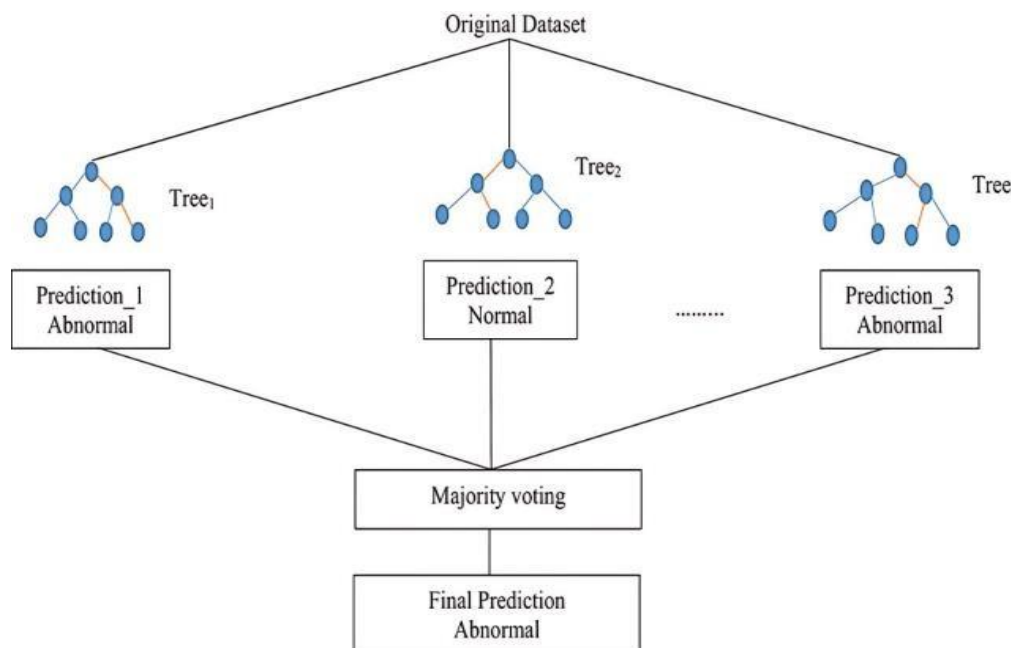 Original Dataset
Tree₁
Tree₂
Tree
Prediction_1
Abnormal
Prediction_2
Normal
.........
Prediction_3
Abnormal
Majority voting
Final Prediction
Abnormal